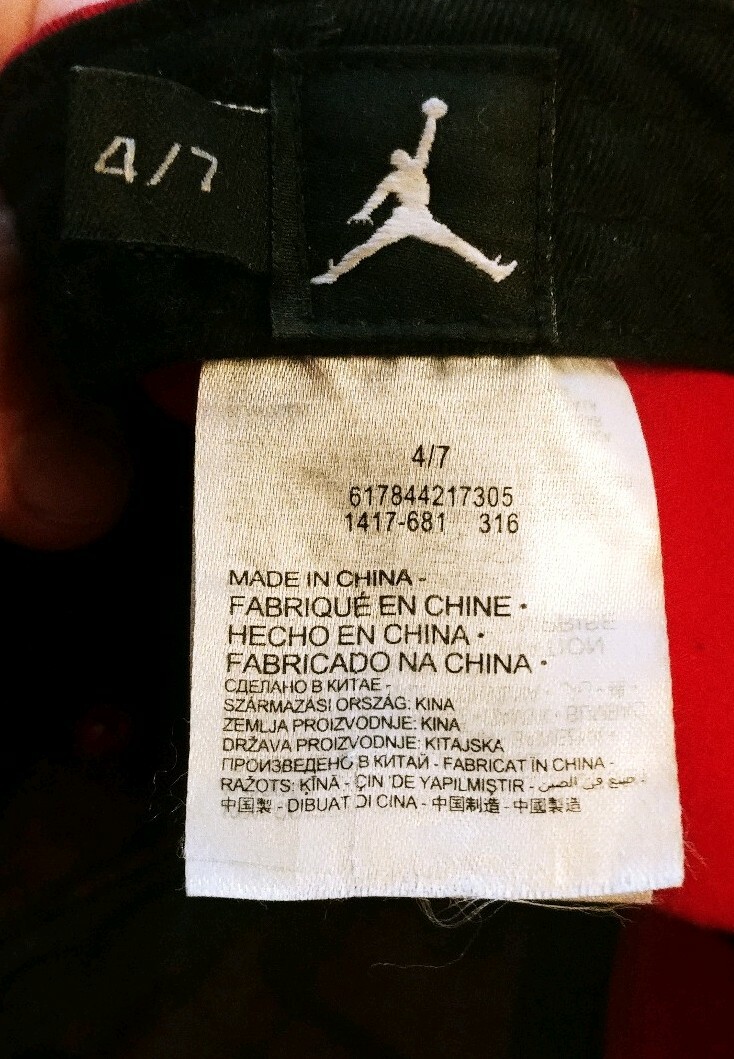 4/7
4/7
617844217305
1417-681 316
MADE IN CHINA -
FABRIQUÉ EN CHINE •
HECHO EN CHINA •
FABRICADO NA CHINA •
СДЕЛАНО В КИТАЕ -
SZÁRMAZÁSI ORSZÁG: KINA
ZEMLJA PROIZVODNJE: KINA
DRŽAVA PROIZVODNJE: KITAJSKA
ПРОИЗВЕДЕНО В КИТАЙ - FABRICAT ÎN CHINA -
RAŽOTS: ĶĪNĀ - ÇIN 'DE YAPILMIŞTIR - صنع في الصين -
中国製 - DIBUAT DI CINA - 中国制造 - 中國製造